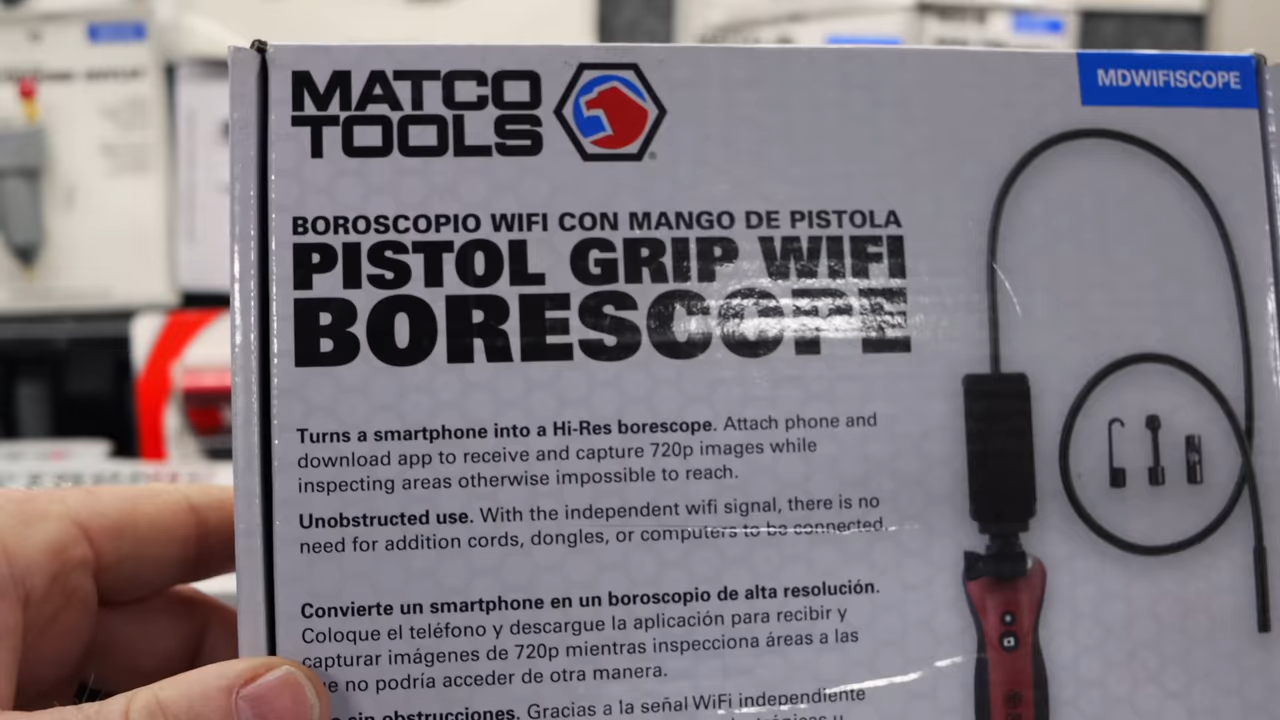 MATCO
TOOLS
MDWIFISCOPE
BOROSCOPIO WIFI CON MANGO DE PISTOLA
PISTOL GRIP WIFI
BORESCOPE
Turns a smartphone into a Hi-Res borescope. Attach phone and
download app to receive and capture 720p images while
inspecting areas otherwise impossible to reach.
Unobstructed use. With the independent wifi signal, there is no
need for addition cords, dongles, or computers to be connected.
Convierte un smartphone en un boroscopio de alta resolución.
Coloque el teléfono y descargue la aplicación para recibir y
capturar imágenes de 720p mientras inspecciona áreas a las
no podría acceder de otra manera.
sin obstrucciones. Gracias a la señal WiFi independiente